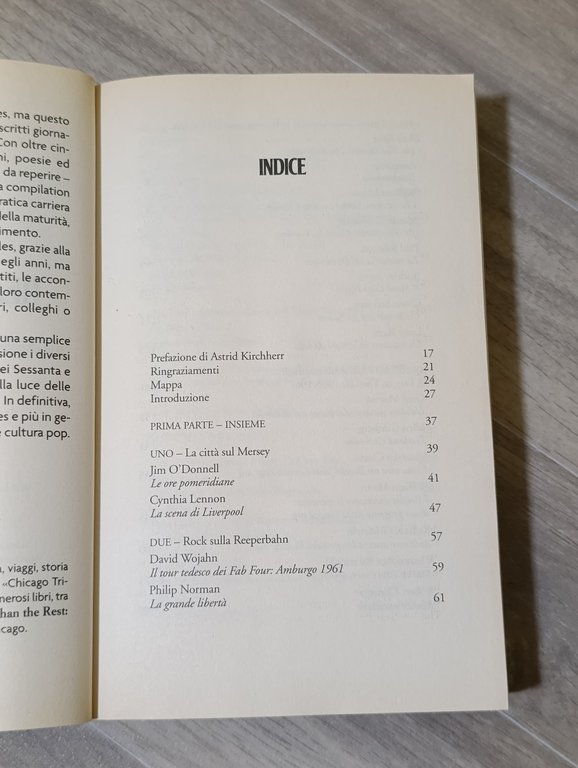 es, ma questo
scritti giorna-
Con oltre cin-
ni, poesie ed
da reperire –
a compilation
ratica carriera
della maturità,
imento.
les, grazie alla
egli anni, ma
titi, le accon-
loro contem-
ri, colleghi o
una semplice
sione i diversi
ei Sessanta e
lla luce delle
In definitiva,
es e più in ge-
e cultura pop.
a, viaggi, storia
«Chicago Tri-
nerosi libri, tra
han the Rest:
icago.
INDICE
Prefazione di Astrid Kirchherr 17
Ringraziamenti 21
Mappa 24
Introduzione 27
PRIMA PARTE – INSIEME 37
UNO – La città sul Mersey 39
Jim O'Donnell
Le ore pomeridiane 41
Cynthia Lennon
La scena di Liverpool 47
DUE – Rock sulla Reeperbahn 57
David Wojahn
Il tour tedesco dei Fab Four: Amburgo 1961 59
Philip Norman
La grande libertà 61